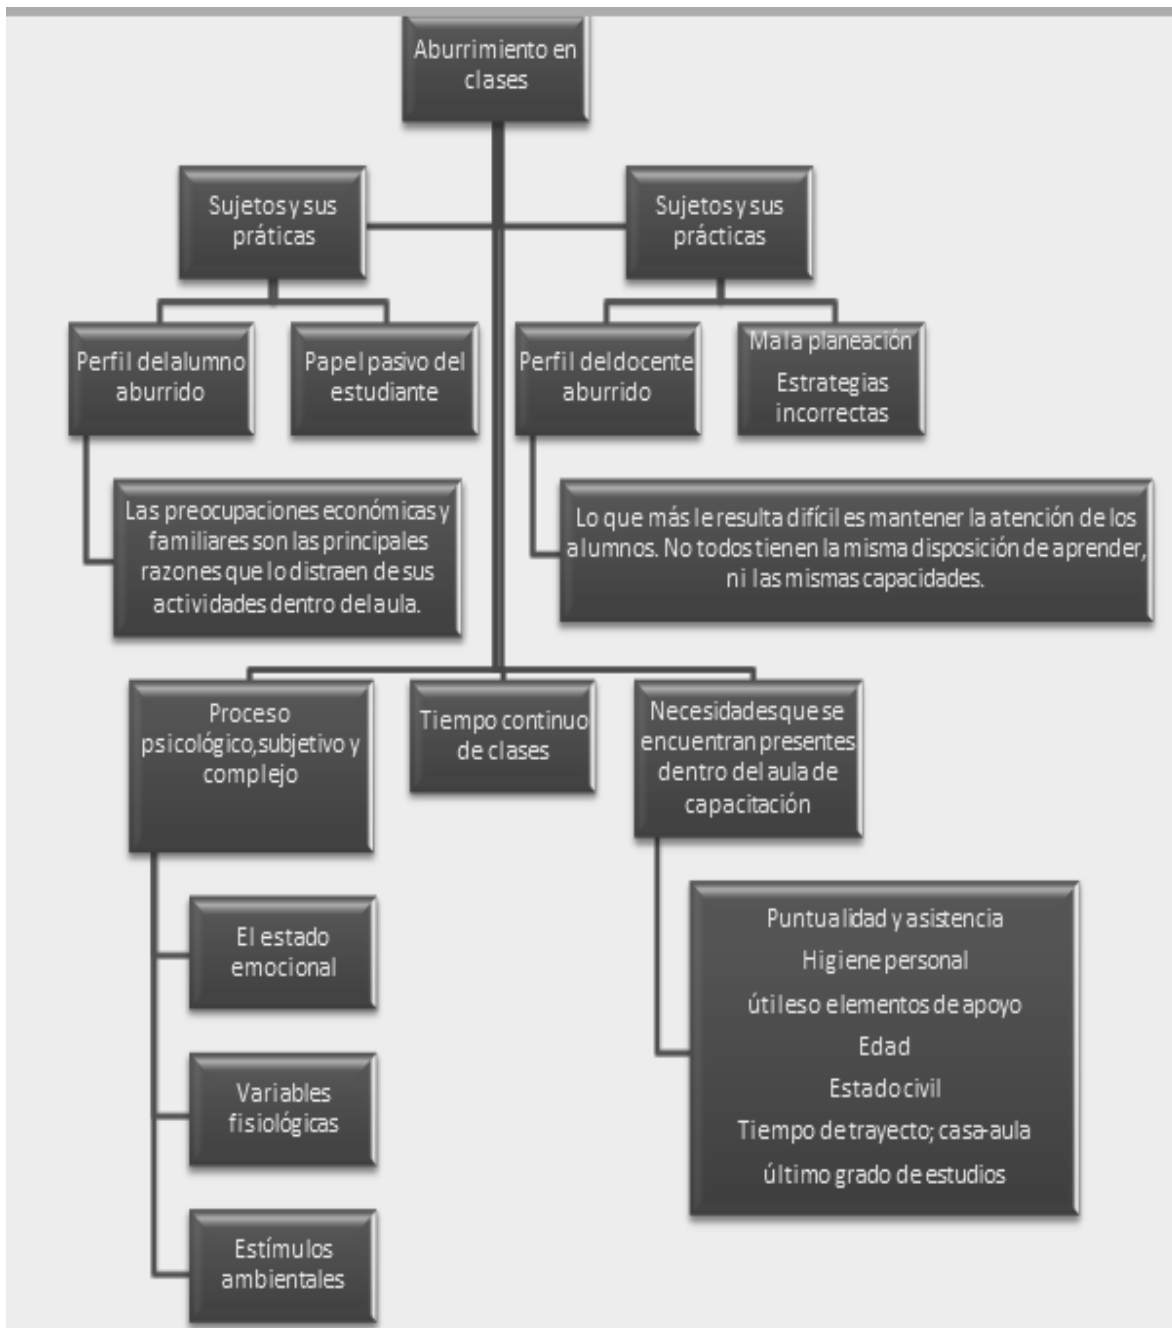 Aburrimiento en
clases
Sujetos y sus
práticas
Sujetos y sus
prácticas
Perfil del alumno
aburrido
Papel pasivo del
estudiante
Perfil del docente
aburrido
Mala planeación
Estrategias
incorrectas
Las preocupaciones económicas y
familiares son las principales
razones que lo distraen de sus
actividades dentro del aula.
Lo que más le resulta difícil es mantener la atención de los
alumnos. No todos tienen la misma disposición de aprender,
ni las mismas capacidades.
Proceso
psicológico, subjetivo y
complejo
Tiempo continuo
de clases
Necesidades que se
encuentran presentes
dentro del aula de
capacitación
El estado
emocional
Variables
fisiológicas
Estímulos
ambientales
Puntualidad y asistencia
Higiene personal
útiles o elementos de apoyo
Edad
Estado civil
Tiempo de trayecto; casa-aula
último grado de estudios